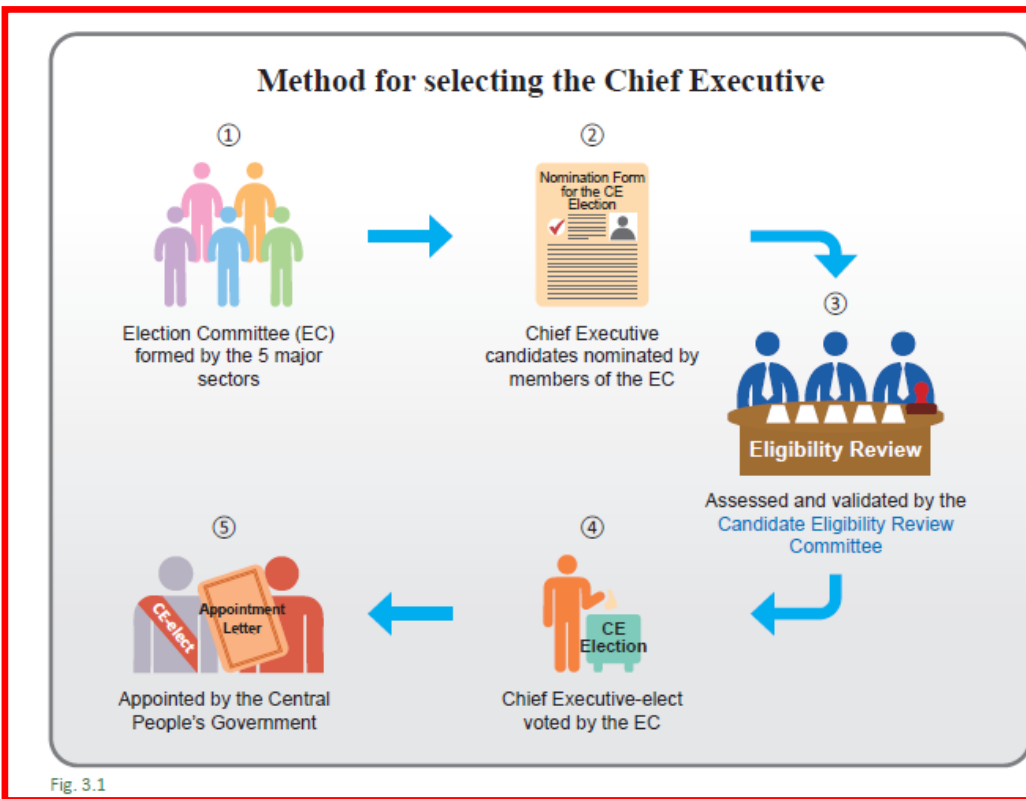 Method for selecting the Chief Executive
①
Election Committee (EC)
formed by the 5 major
sectors
②
Nomination Form
for the CE
Election
Chief Executive
candidates nominated by
members of the EC
③
Eligibility Review
Assessed and validated by the
Candidate Eligibility Review
Committee
④
CE
Election
Chief Executive-elect
voted by the EC
⑤
CE-elect
Appointment
Letter
Appointed by the Central
People's Government
Fig. 3.1